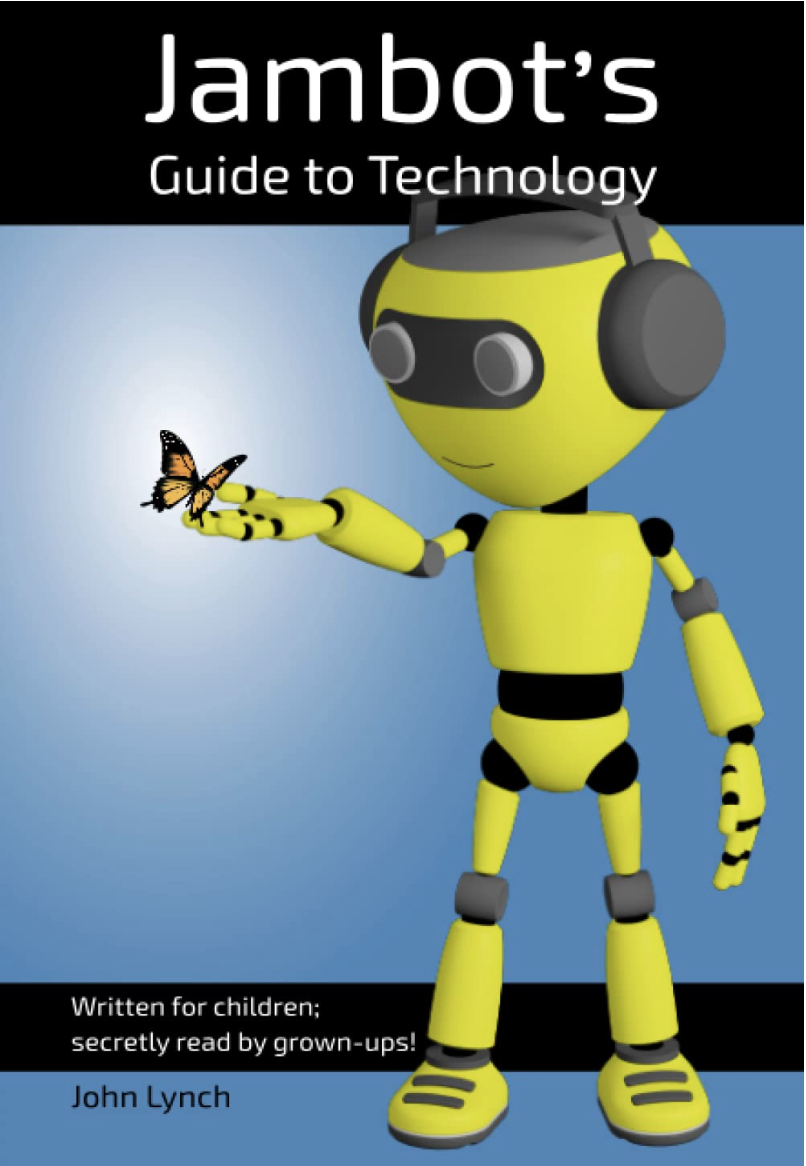 Jambot’s
Guide to Technology
Written for children;
secretly read by grown-ups!
John Lynch